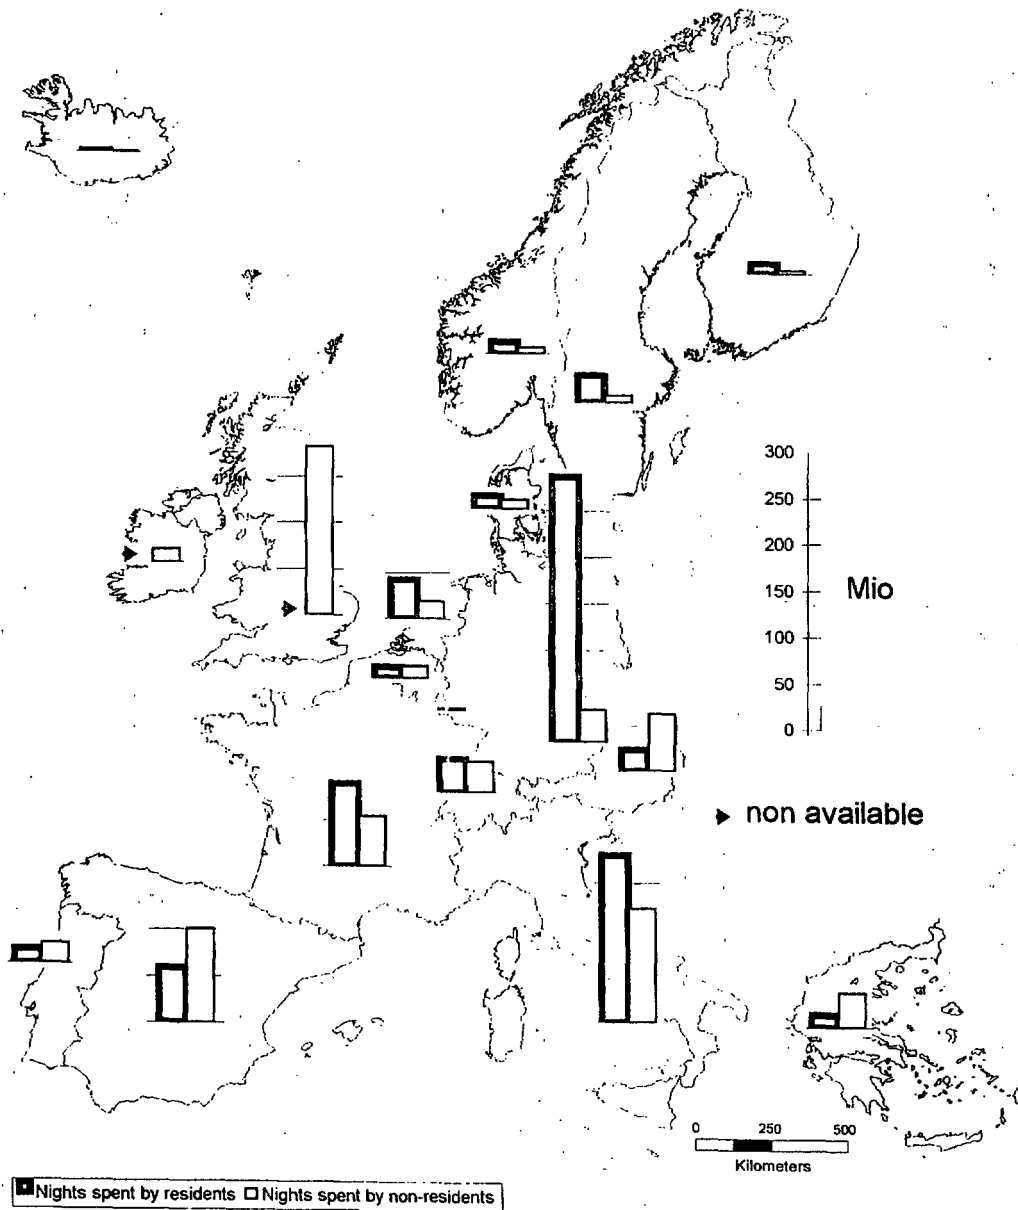 300
250
200
150
100
50
0
Mio
non available
0 250 500
Kilometers
Nights spent by residents Nights spent by non-residents